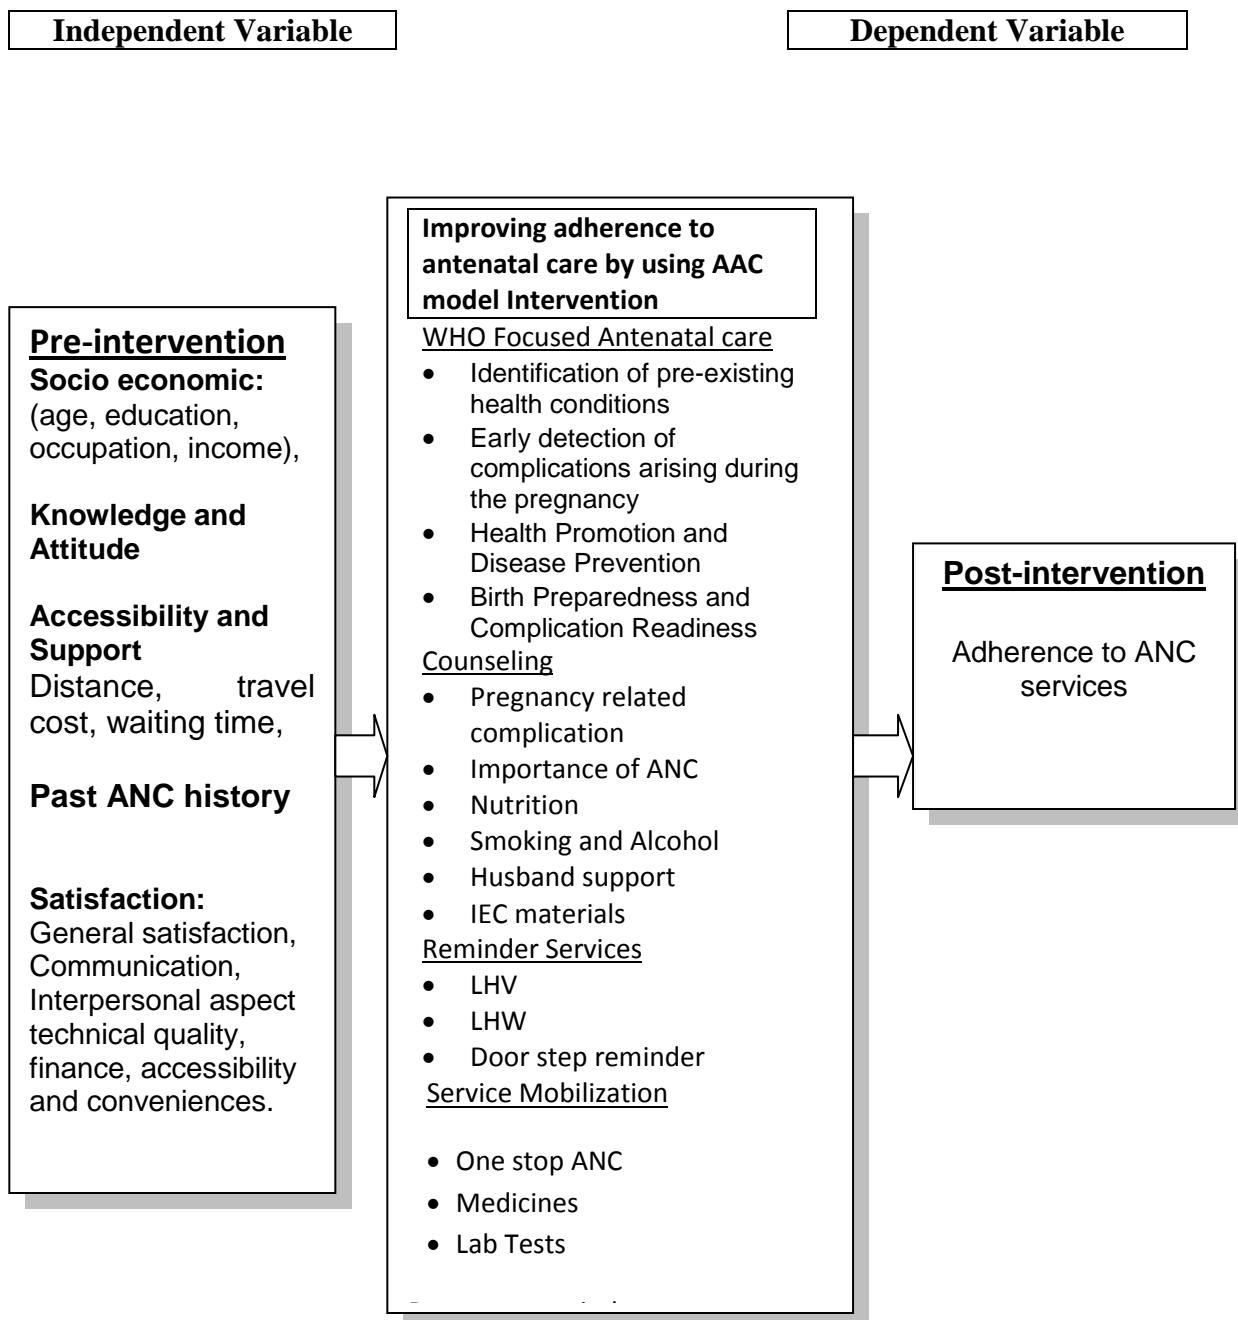 Independent Variable
Dependent Variable
Pre-intervention
Socio economic:
(age, education,
occupation, income),
Knowledge and
Attitude
Accessibility and
Support
Distance, travel
cost, waiting time,
Past ANC history
Satisfaction:
General satisfaction,
Communication,
Interpersonal aspect
technical quality,
finance, accessibility
and conveniences.
Improving adherence to
antenatal care by using AAC
model Intervention
WHO Focused Antenatal care
• Identification of pre-existing
health conditions
• Early detection of
complications arising during
the pregnancy
• Health Promotion and
Disease Prevention
• Birth Preparedness and
Complication Readiness
Counseling
• Pregnancy related
complication
• Importance of ANC
• Nutrition
• Smoking and Alcohol
• Husband support
• IEC materials
Reminder Services
• LHV
• LHW
• Door step reminder
Service Mobilization
• One stop ANC
• Medicines
• Lab Tests
Post-intervention
Adherence to ANC
services